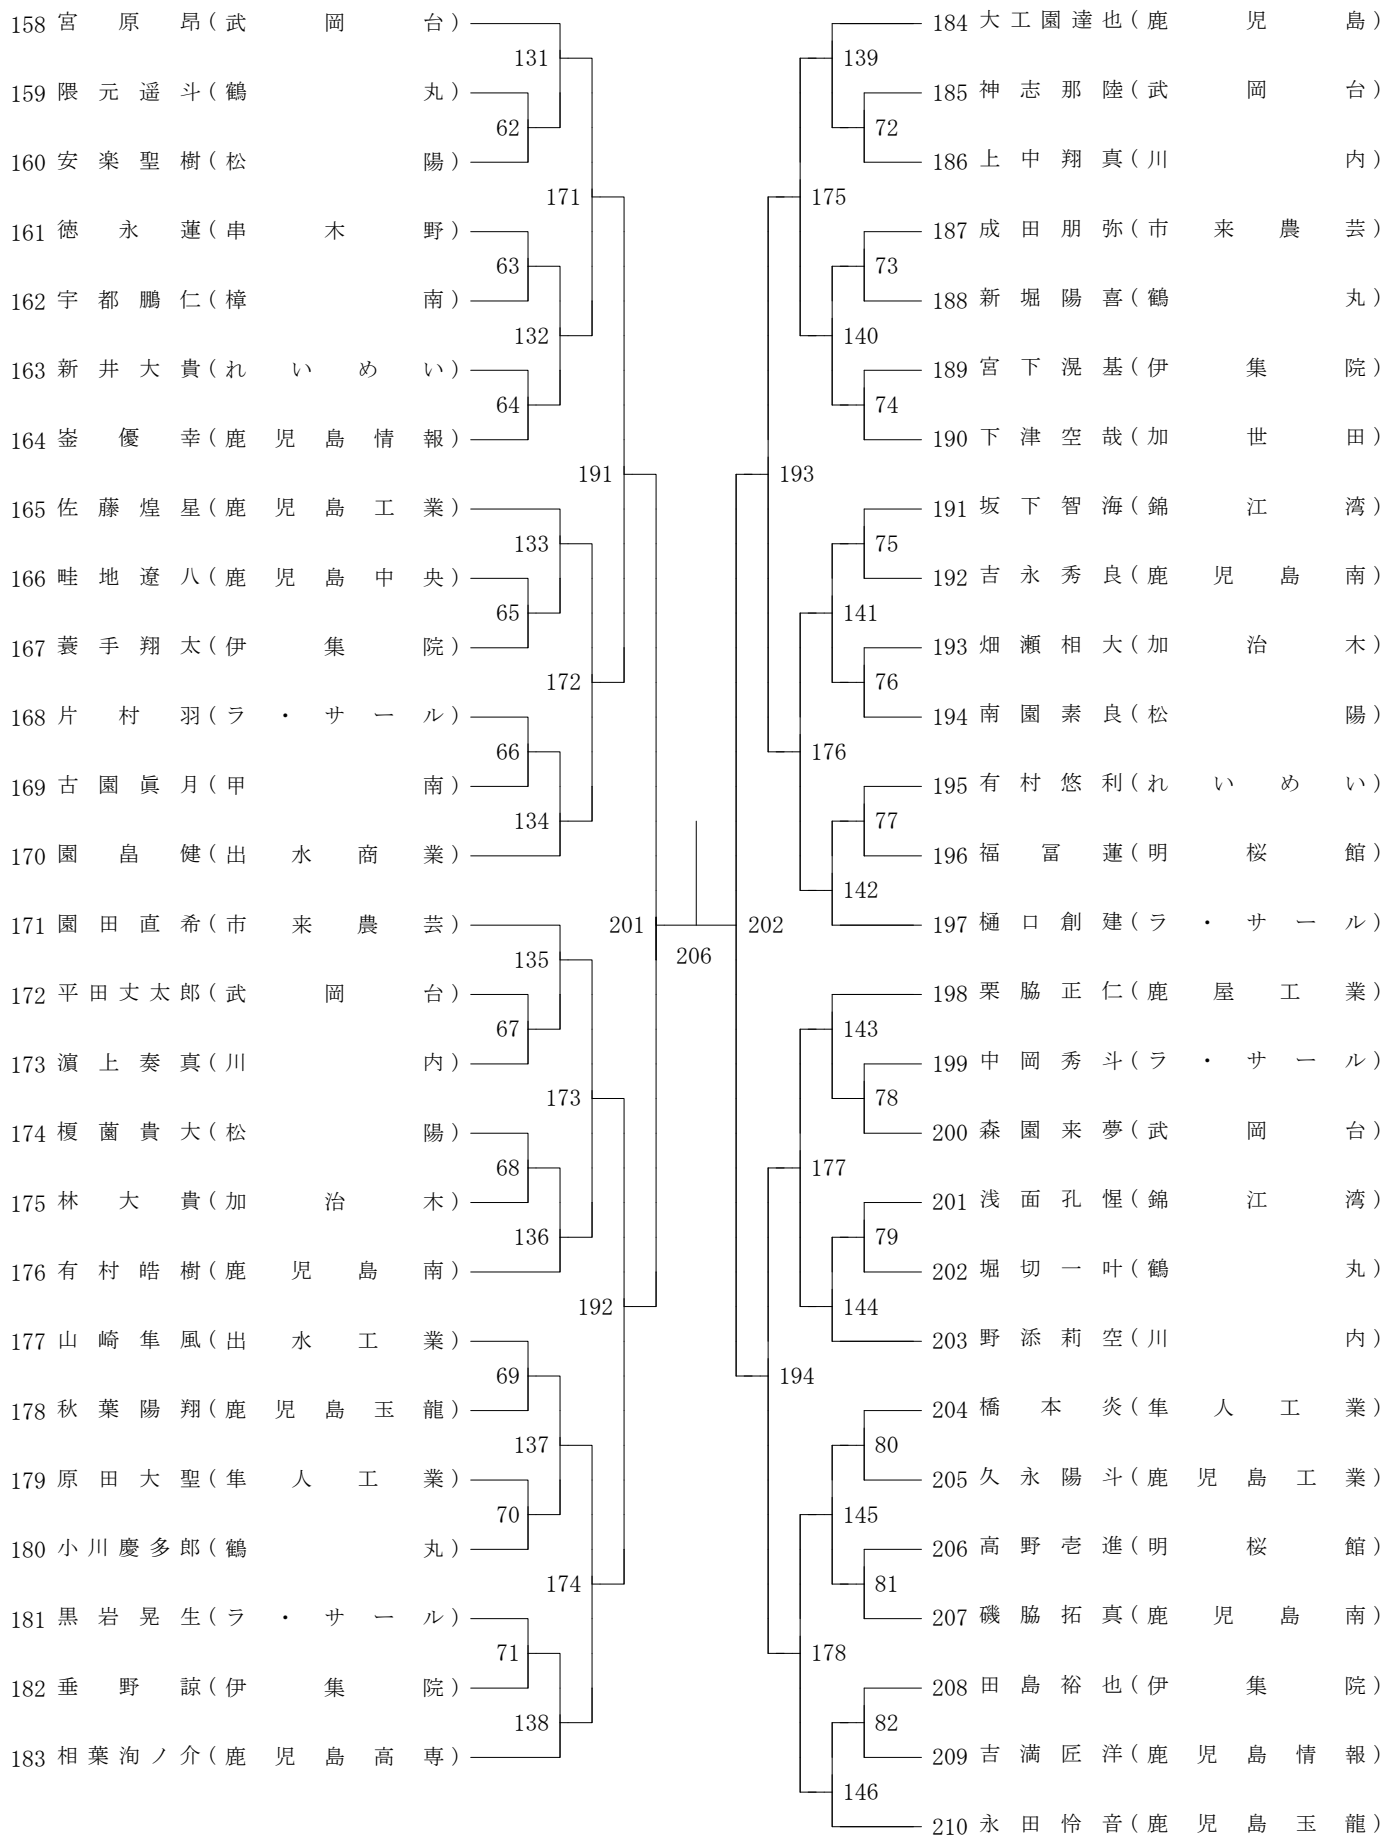 158 宮原昂(武岡台)
131
159 隈元遥斗(鶴丸)
62
160 安楽聖樹(松陽)
171
161 徳永蓮(串木野)
63
162 宇都鵬仁(樟南)
132
163 新井大貴(れいめい)
64
164 崟優幸(鹿児島情報)
191
165 佐藤煌星(鹿児島工業)
133
166 畦地遼八(鹿児島中央)
65
167 蓑手翔太(伊集院)
172
168 片村羽(ラ・サール)
66
169 古園眞月(甲南)
134
170 園畠健(出水商業)
201
171 園田直希(市来農芸)
135
172 平田丈太郎(武岡台)
67
173 濵上奏真(川内)
173
174 榎薗貴大(松陽)
68
175 林大貴(加治木)
136
176 有村皓樹(鹿児島南)
192
177 山崎隼風(出水工業)
69
178 秋葉陽翔(鹿児島玉龍)
137
179 原田大聖(隼人工業)
70
180 小川慶多郎(鶴丸)
174
181 黒岩晃生(ラ・サール)
71
182 垂野諒(伊集院)
138
183 相葉洵ノ介(鹿児島高専)
206
184 大工園達也(鹿児島)
139
185 神志那陸(武岡台)
72
186 上中翔真(川内)
175
187 成田朋弥(市来農芸)
73
188 新堀陽喜(鶴丸)
140
189 宮下滉基(伊集院)
74
190 下津空哉(加世田)
193
191 坂下智海(錦江湾)
75
192 吉永秀良(鹿児島南)
141
193 畑瀬相大(加治木)
76
194 南園素良(松陽)
176
195 有村悠利(れいめい)
77
196 福冨蓮(明桜館)
142
197 樋口創建(ラ・サール)
202
198 栗脇正仁(鹿屋工業)
143
199 中岡秀斗(ラ・サール)
78
200 森園来夢(武岡台)
177
201 浅面孔惺(錦江湾)
79
202 堀切一叶(鶴丸)
144
203 野添莉空(川内)
194
204 橋本炎(隼人工業)
80
205 久永陽斗(鹿児島工業)
145
206 高野壱進(明桜館)
81
207 磯脇拓真(鹿児島南)
178
208 田島裕也(伊集院)
82
209 吉満匠洋(鹿児島情報)
146
210 永田怜音(鹿児島玉龍)